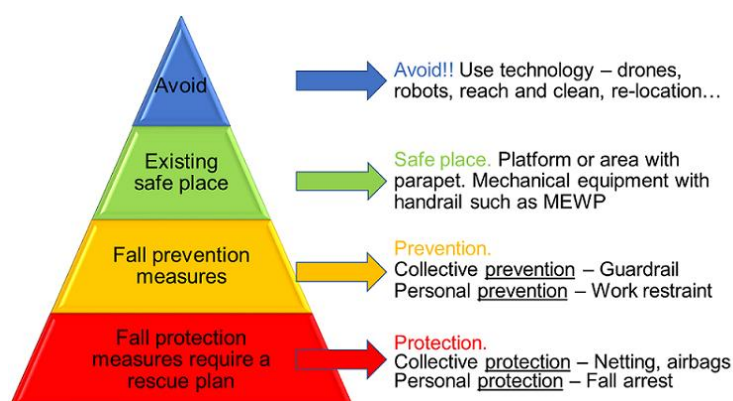 Avoid
Avoid!! Use technology – drones,
robots, reach and clean, re-location…
Existing
safe place
Safe place. Platform or area with
parapet. Mechanical equipment with
handrail such as MEWP
Fall prevention
measures
Prevention.
Collective prevention – Guardrail
Personal prevention – Work restraint
Fall protection
measures require a
rescue plan
Protection.
Collective protection – Netting, airbags
Personal protection – Fall arrest